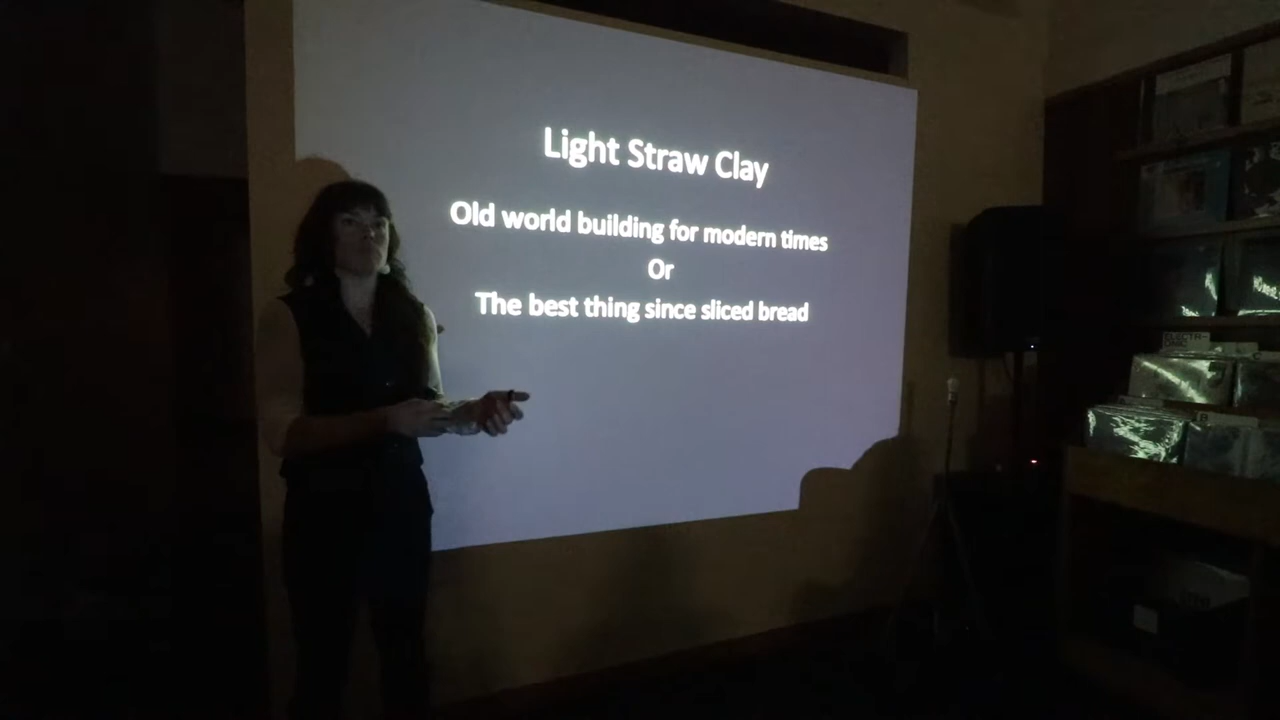 Light Straw Clay
Old world building for modern times
Or
The best thing since sliced bread